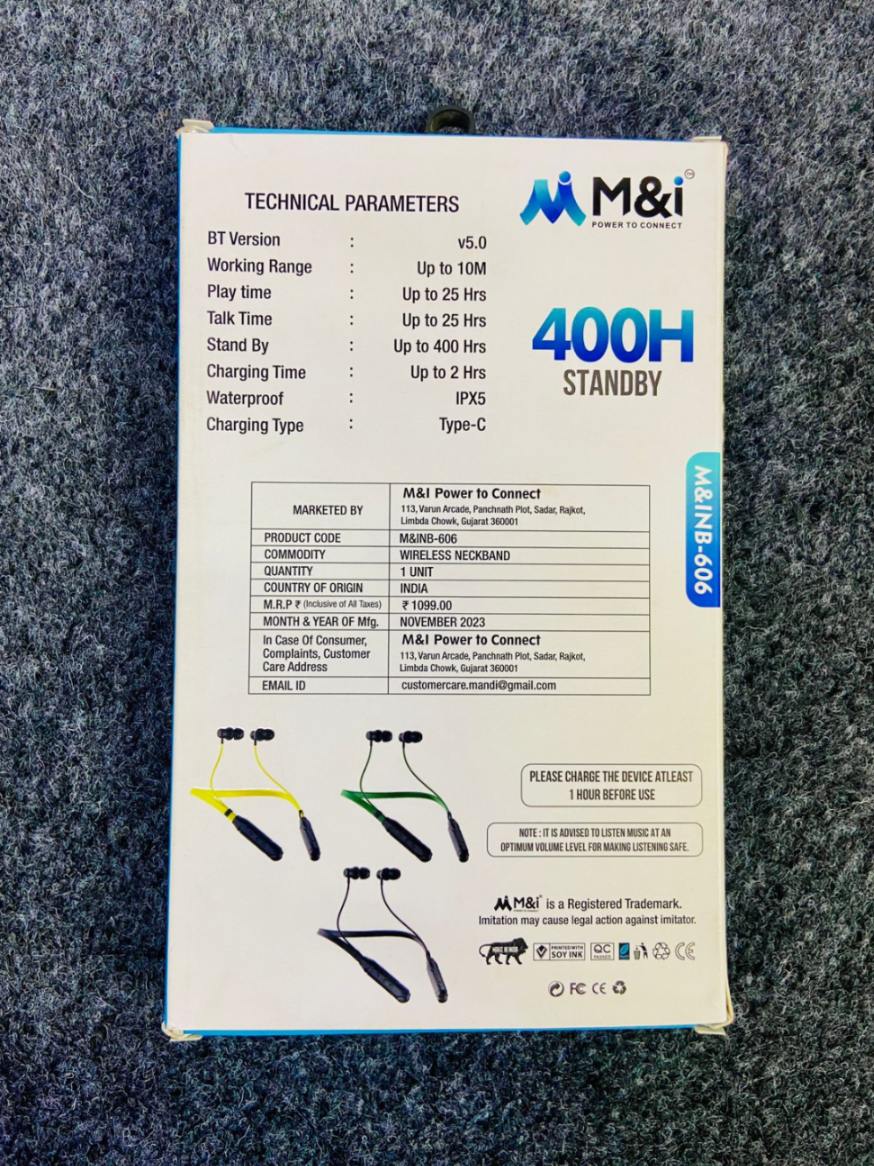 TECHNICAL PARAMETERS
BT Version : v5.0
Working Range : Up to 10M
Play time : Up to 25 Hrs
Talk Time : Up to 25 Hrs
Stand By : Up to 400 Hrs
Charging Time : Up to 2 Hrs
Waterproof : IPX5
Charging Type : Type-C
M&i TM
POWER TO CONNECT
400H
STANDBY
M&INB-606
MARKETED BY
M&I Power to Connect
113, Varun Arcade, Panchnath Plot, Sadar, Rajkot,
Limbda Chowk, Gujarat 360001
PRODUCT CODE M&INB-606
COMMODITY WIRELESS NECKBAND
QUANTITY 1 UNIT
COUNTRY OF ORIGIN INDIA
M.R.P ₹ (Inclusive of All Taxes) ₹ 1099.00
MONTH & YEAR OF Mfg. NOVEMBER 2023
In Case Of Consumer,
Complaints, Customer
Care Address
M&I Power to Connect
113, Varun Arcade, Panchnath Plot, Sadar, Rajkot,
Limbda Chowk, Gujarat 360001
EMAIL ID customercare.mandi@gmail.com
PLEASE CHARGE THE DEVICE ATLEAST
1 HOUR BEFORE USE
NOTE : IT IS ADVISED TO LISTEN MUSIC AT AN
OPTIMUM VOLUME LEVEL FOR MAKING LISTENING SAFE.
M&i is a Registered Trademark.
Imitation may cause legal action against imitator.
MADE IN INDIA
PRINTED WITH
SOY INK
QC
PASSED
CE
FC CE